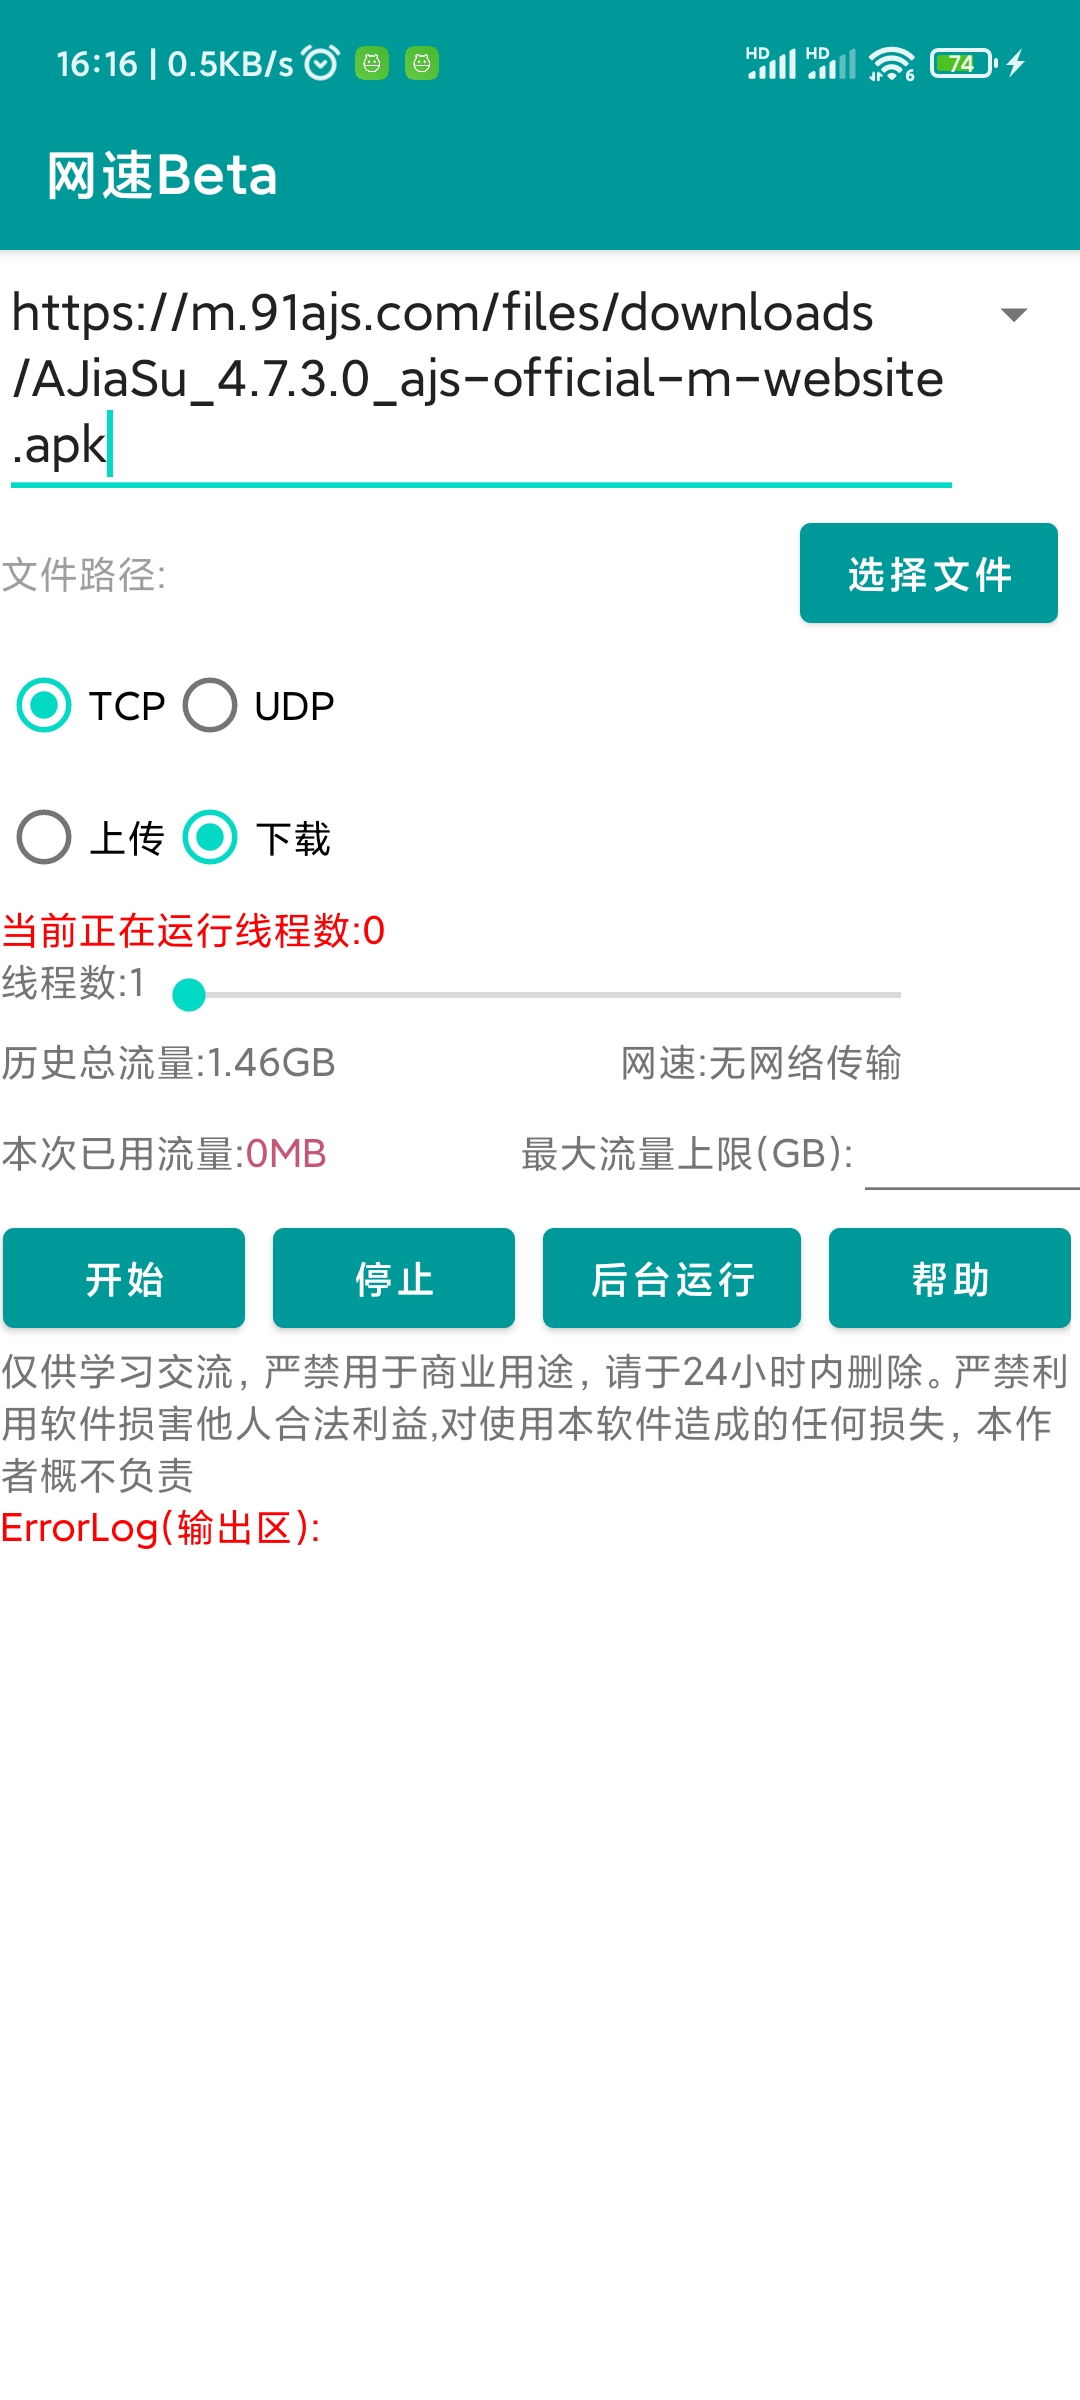 16:16 | 0.5KB/s HD HD 6 74
网速Beta
https://m.91ajs.com/files/downloads
/AJiaSu_4.7.3.0_ajs-official-m-website
.apk
文件路径: 选择文件
TCP UDP
上传 下载
当前正在运行线程数:0
线程数:1
历史总流量:1.46GB 网速:无网络传输
本次已用流量:0MB 最大流量上限(GB):
开始 停止 后台运行 帮助
仅供学习交流，严禁用于商业用途，请于24小时内删除。严禁利
用软件损害他人合法利益,对使用本软件造成的任何损失，本作
者概不负责
ErrorLog(输出区):